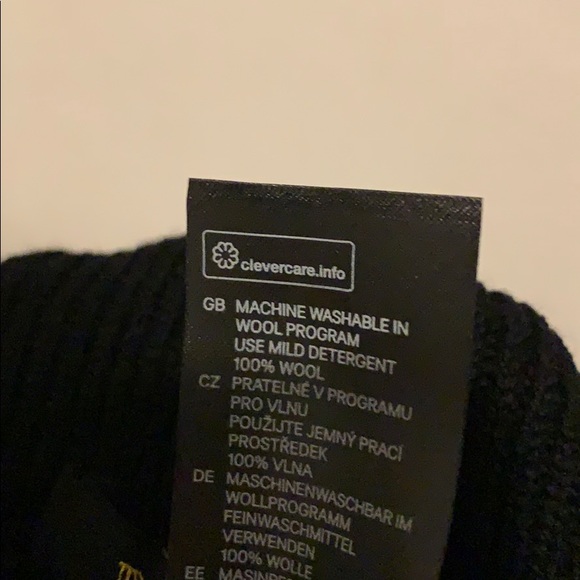 clevercare.info
GB MACHINE WASHABLE IN
WOOL PROGRAM
USE MILD DETERGENT
100% WOOL
CZ PRATELNÉ V PROGRAMU
PRO VLNU
POUŽIJTE JEMNÝ PRACÍ
PROSTŘEDEK
100% VLNA
DE MASCHINENWASCHBAR IM
WOLLPROGRAMM
FEINWASCHMITTEL
VERWENDEN
100% WOLLE
EE